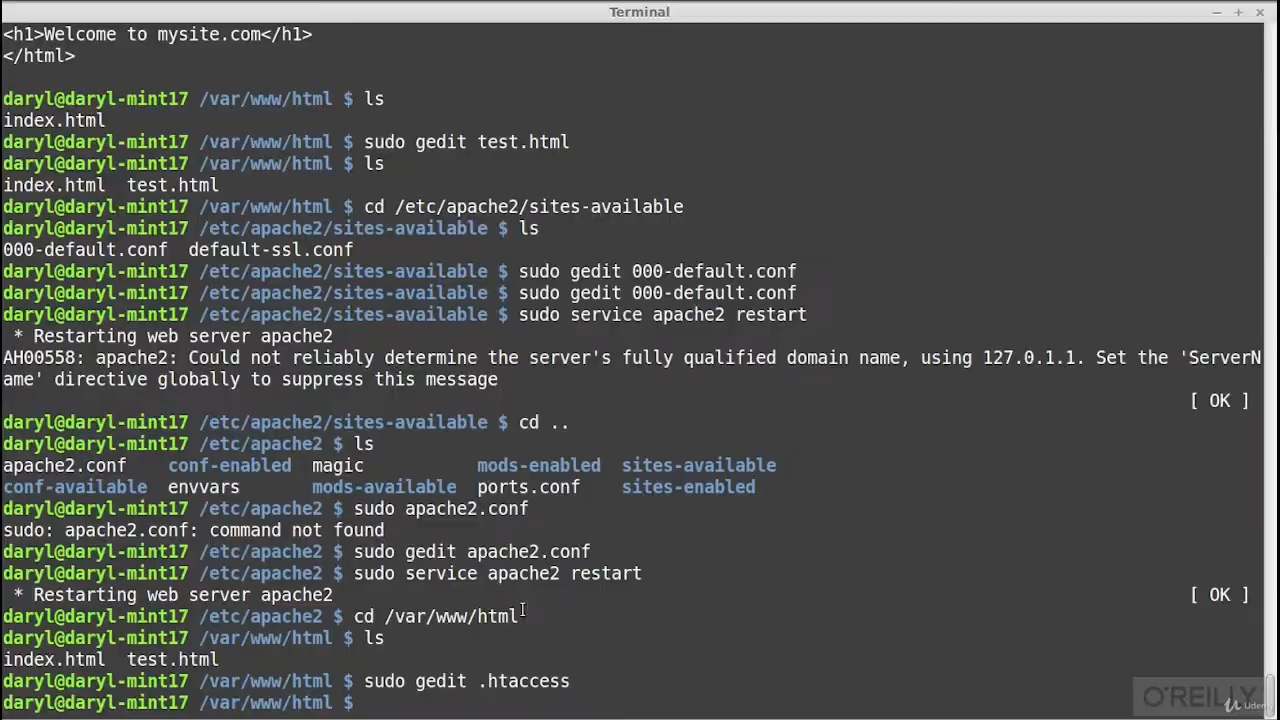 Terminal
<h1>Welcome to mysite.com</h1>
</html>
daryl@daryl-mint17 /var/www/html $ ls
index.html
daryl@daryl-mint17 /var/www/html $ sudo gedit test.html
daryl@daryl-mint17 /var/www/html $ ls
index.html  test.html
daryl@daryl-mint17 /var/www/html $ cd /etc/apache2/sites-available
daryl@daryl-mint17 /etc/apache2/sites-available $ ls
000-default.conf  default-ssl.conf
daryl@daryl-mint17 /etc/apache2/sites-available $ sudo gedit 000-default.conf
daryl@daryl-mint17 /etc/apache2/sites-available $ sudo gedit 000-default.conf
daryl@daryl-mint17 /etc/apache2/sites-available $ sudo service apache2 restart
 * Restarting web server apache2
AH00558: apache2: Could not reliably determine the server's fully qualified domain name, using 127.0.1.1. Set the 'ServerN
ame' directive globally to suppress this message
[ OK ]
daryl@daryl-mint17 /etc/apache2/sites-available $ cd ..
daryl@daryl-mint17 /etc/apache2 $ ls
apache2.conf    conf-enabled  magic           mods-enabled  sites-available
conf-available  envvars       mods-available  ports.conf    sites-enabled
daryl@daryl-mint17 /etc/apache2 $ sudo apache2.conf
sudo: apache2.conf: command not found
daryl@daryl-mint17 /etc/apache2 $ sudo gedit apache2.conf
daryl@daryl-mint17 /etc/apache2 $ sudo service apache2 restart
 * Restarting web server apache2 [ OK ]
daryl@daryl-mint17 /etc/apache2 $ cd /var/www/html
daryl@daryl-mint17 /var/www/html $ ls
index.html  test.html
daryl@daryl-mint17 /var/www/html $ sudo gedit .htaccess
daryl@daryl-mint17 /var/www/html $
O'REILLY
Udemy